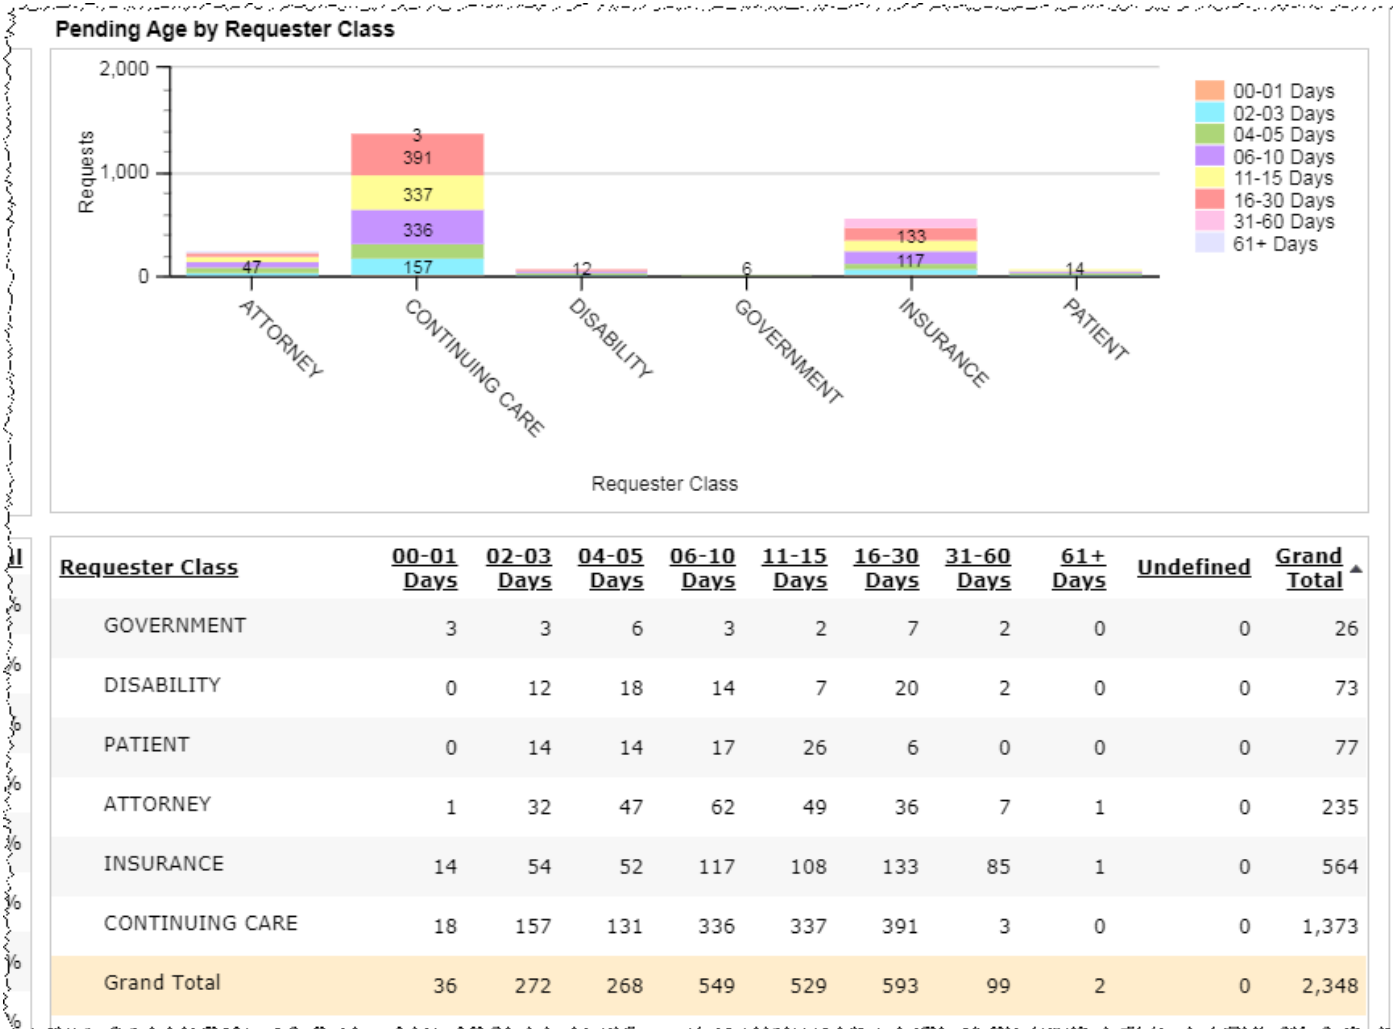 Pending Age by Requester Class
2,000
1,000
0
Requests
3
391
337
336
157
47
12
6
133
117
14
ATTORNEY
CONTINUING CARE
DISABILITY
GOVERNMENT
INSURANCE
PATIENT
Requester Class
00-01 Days
02-03 Days
04-05 Days
06-10 Days
11-15 Days
16-30 Days
31-60 Days
61+ Days
Requester Class 00-01 Days 02-03 Days 04-05 Days 06-10 Days 11-15 Days 16-30 Days 31-60 Days 61+ Days Undefined Grand Total
GOVERNMENT 3 3 6 3 2 7 2 0 0 26
DISABILITY 0 12 18 14 7 20 2 0 0 73
PATIENT 0 14 14 17 26 6 0 0 0 77
ATTORNEY 1 32 47 62 49 36 7 1 0 235
INSURANCE 14 54 52 117 108 133 85 1 0 564
CONTINUING CARE 18 157 131 336 337 391 3 0 0 1,373
Grand Total 36 272 268 549 529 593 99 2 0 2,348